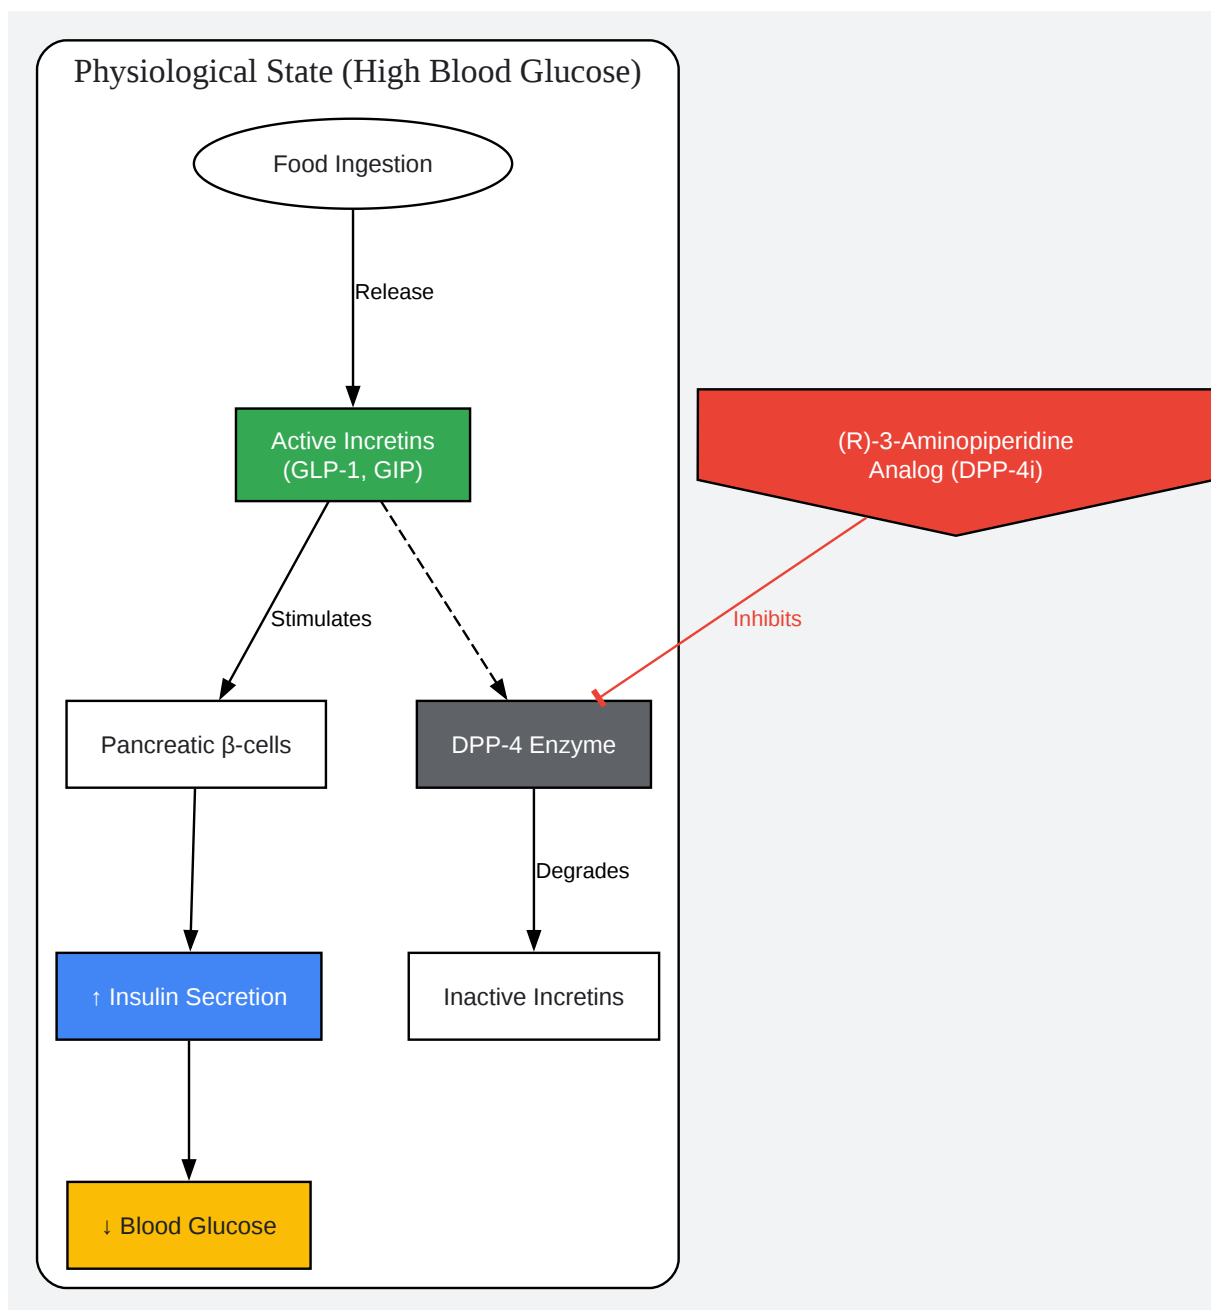 Physiological State (High Blood Glucose)
Food Ingestion
Release
Active Incretins
(GLP-1, GIP)
(R)-3-Aminopiperidine
Analog (DPP-4i)
Stimulates
Inhibits
Pancreatic β-cells
DPP-4 Enzyme
Degrades
↑ Insulin Secretion
Inactive Incretins
↓ Blood Glucose